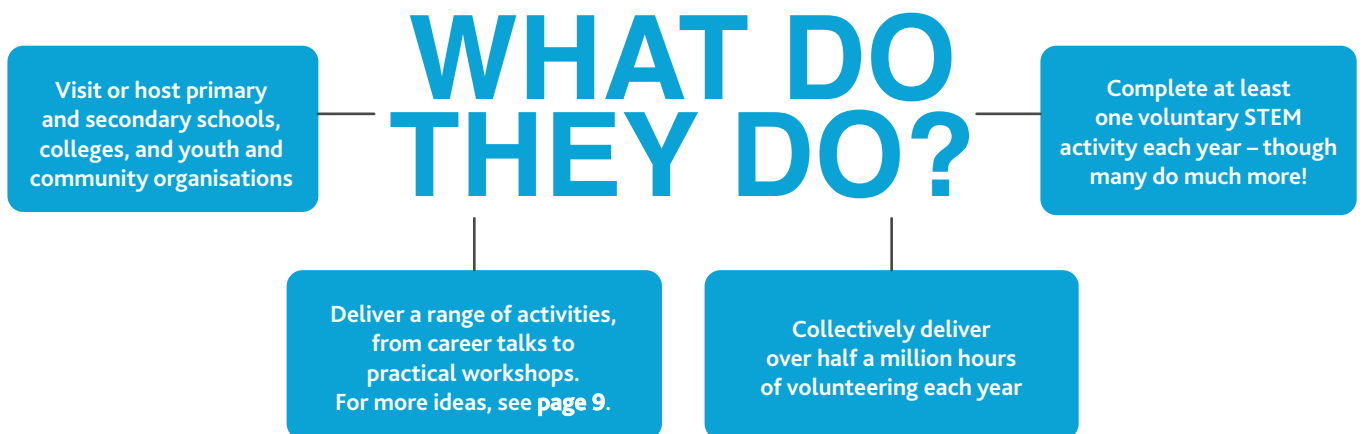 WHAT DO
THEY DO?
Visit or host primary
and secondary schools,
colleges, and youth and
community organisations
Complete at least
one voluntary STEM
activity each year – though
many do much more!
Deliver a range of activities,
from career talks to
practical workshops.
For more ideas, see page 9.
Collectively deliver
over half a million hours
of volunteering each year